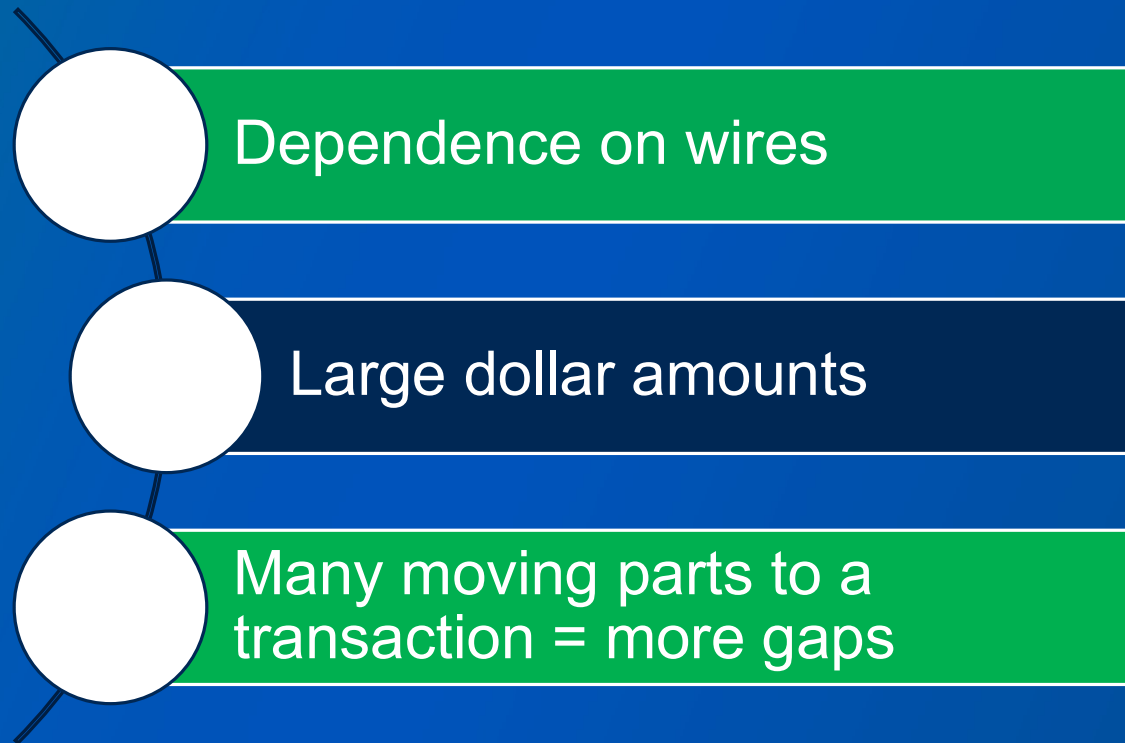 Dependence on wires
Large dollar amounts
Many moving parts to a
transaction = more gaps